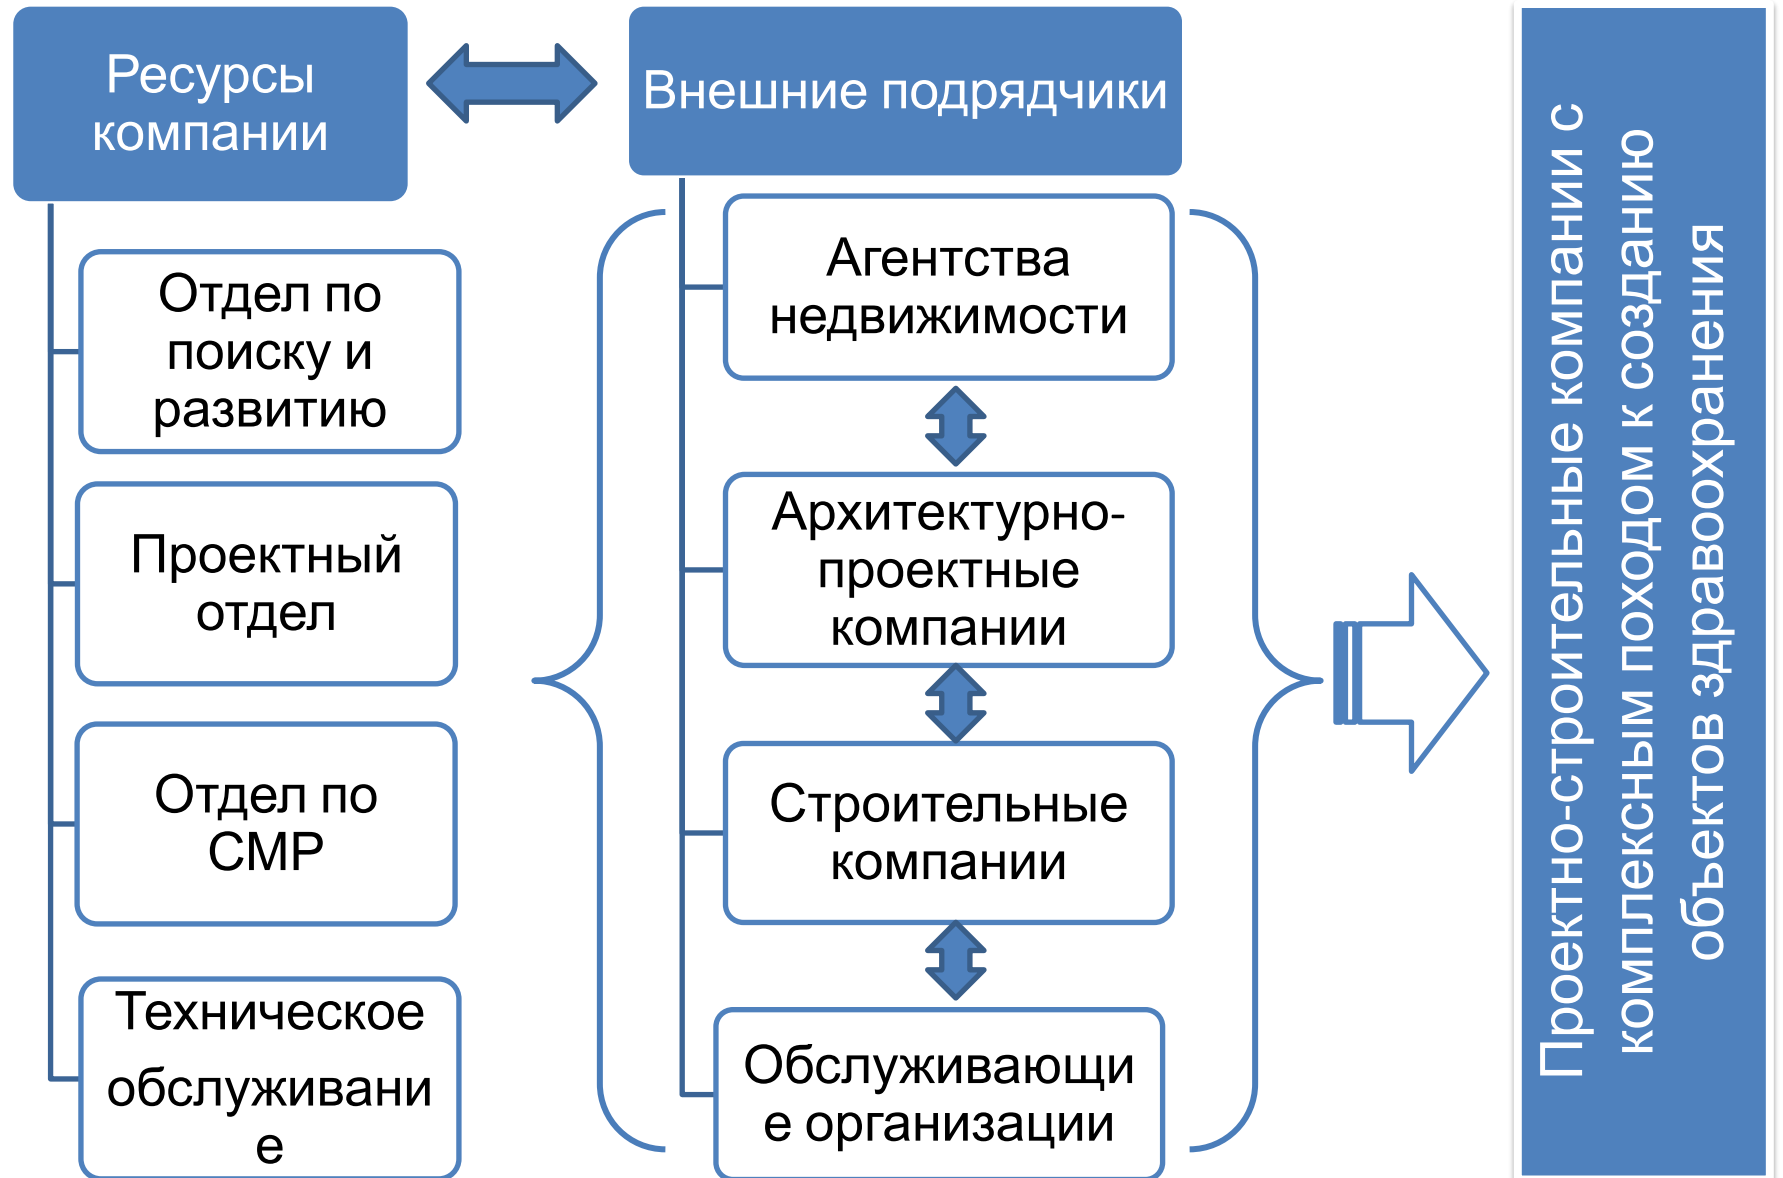 Ресурсы
компании
Отдел по
поиску и
развитию
Проектный
отдел
Отдел по
СМР
Техническое
обслуживани
е
Внешние подрядчики
Агентства
недвижимости
Архитектурно-
проектные
компании
Строительные
компании
Обслуживающи
е организации
Проектно-строительные компании с
комплексным походом к созданию
объектов здравоохранения